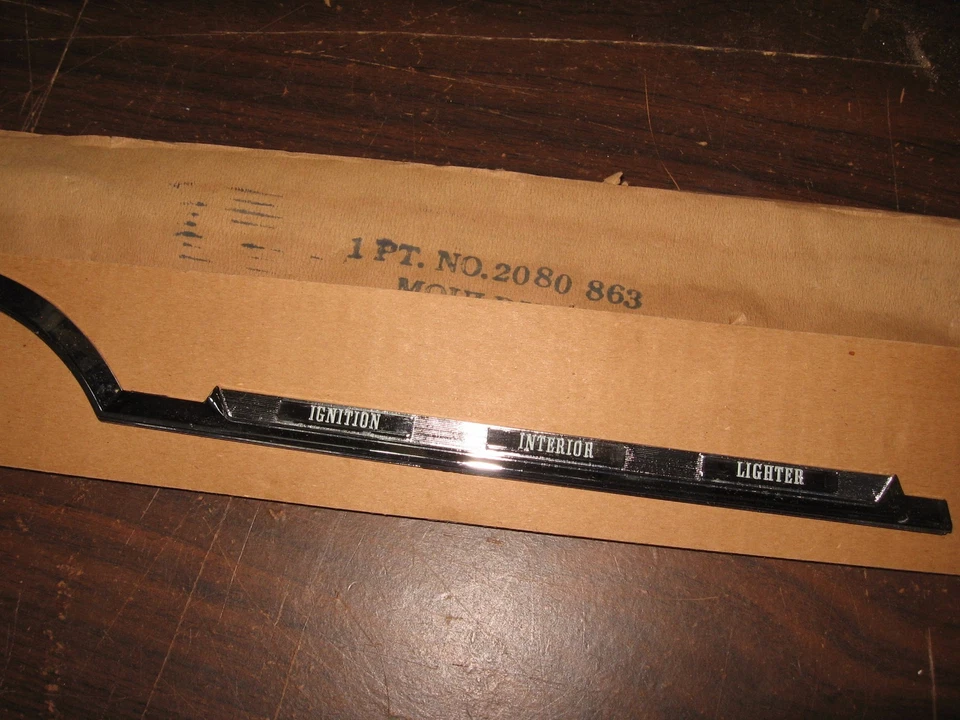 1 PT. NO. 2080 863
IGNITION
INTERIOR
LIGHTER